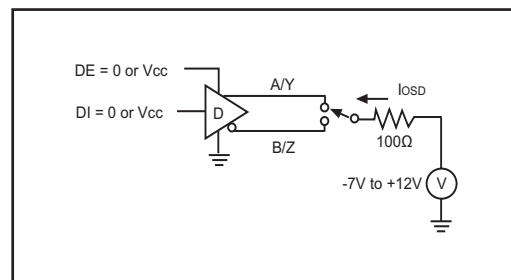 DE = 0 or Vcc
A/Y
IOSD
DI = 0 or Vcc
D
B/Z
100Ω
-7V to +12V
V